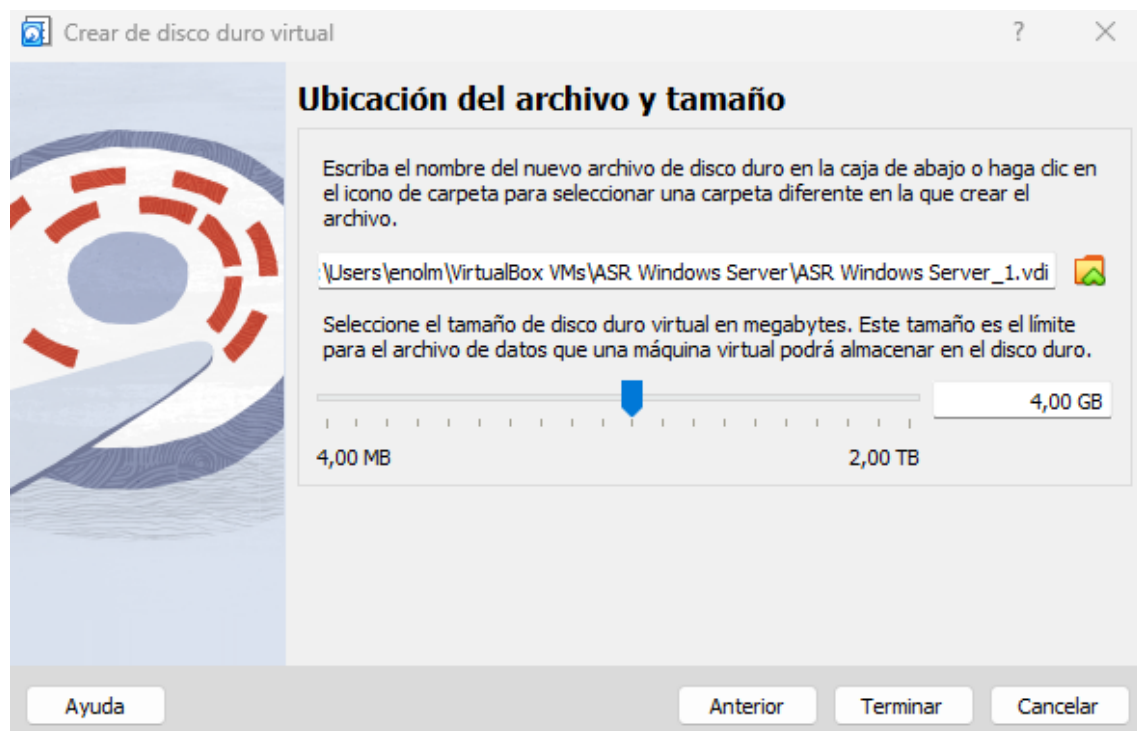 Crear de disco duro virtual
?
Ubicación del archivo y tamaño
Escriba el nombre del nuevo archivo de disco duro en la caja de abajo o haga clic en
el icono de carpeta para seleccionar una carpeta diferente en la que crear el
archivo.
:\Users\enolm\VirtualBox VMs\ASR Windows Server\ASR Windows Server_1.vdi
Seleccione el tamaño de disco duro virtual en megabytes. Este tamaño es el límite
para el archivo de datos que una máquina virtual podrá almacenar en el disco duro.
4,00 GB
4,00 MB 2,00 TB
Ayuda Anterior Terminar Cancelar